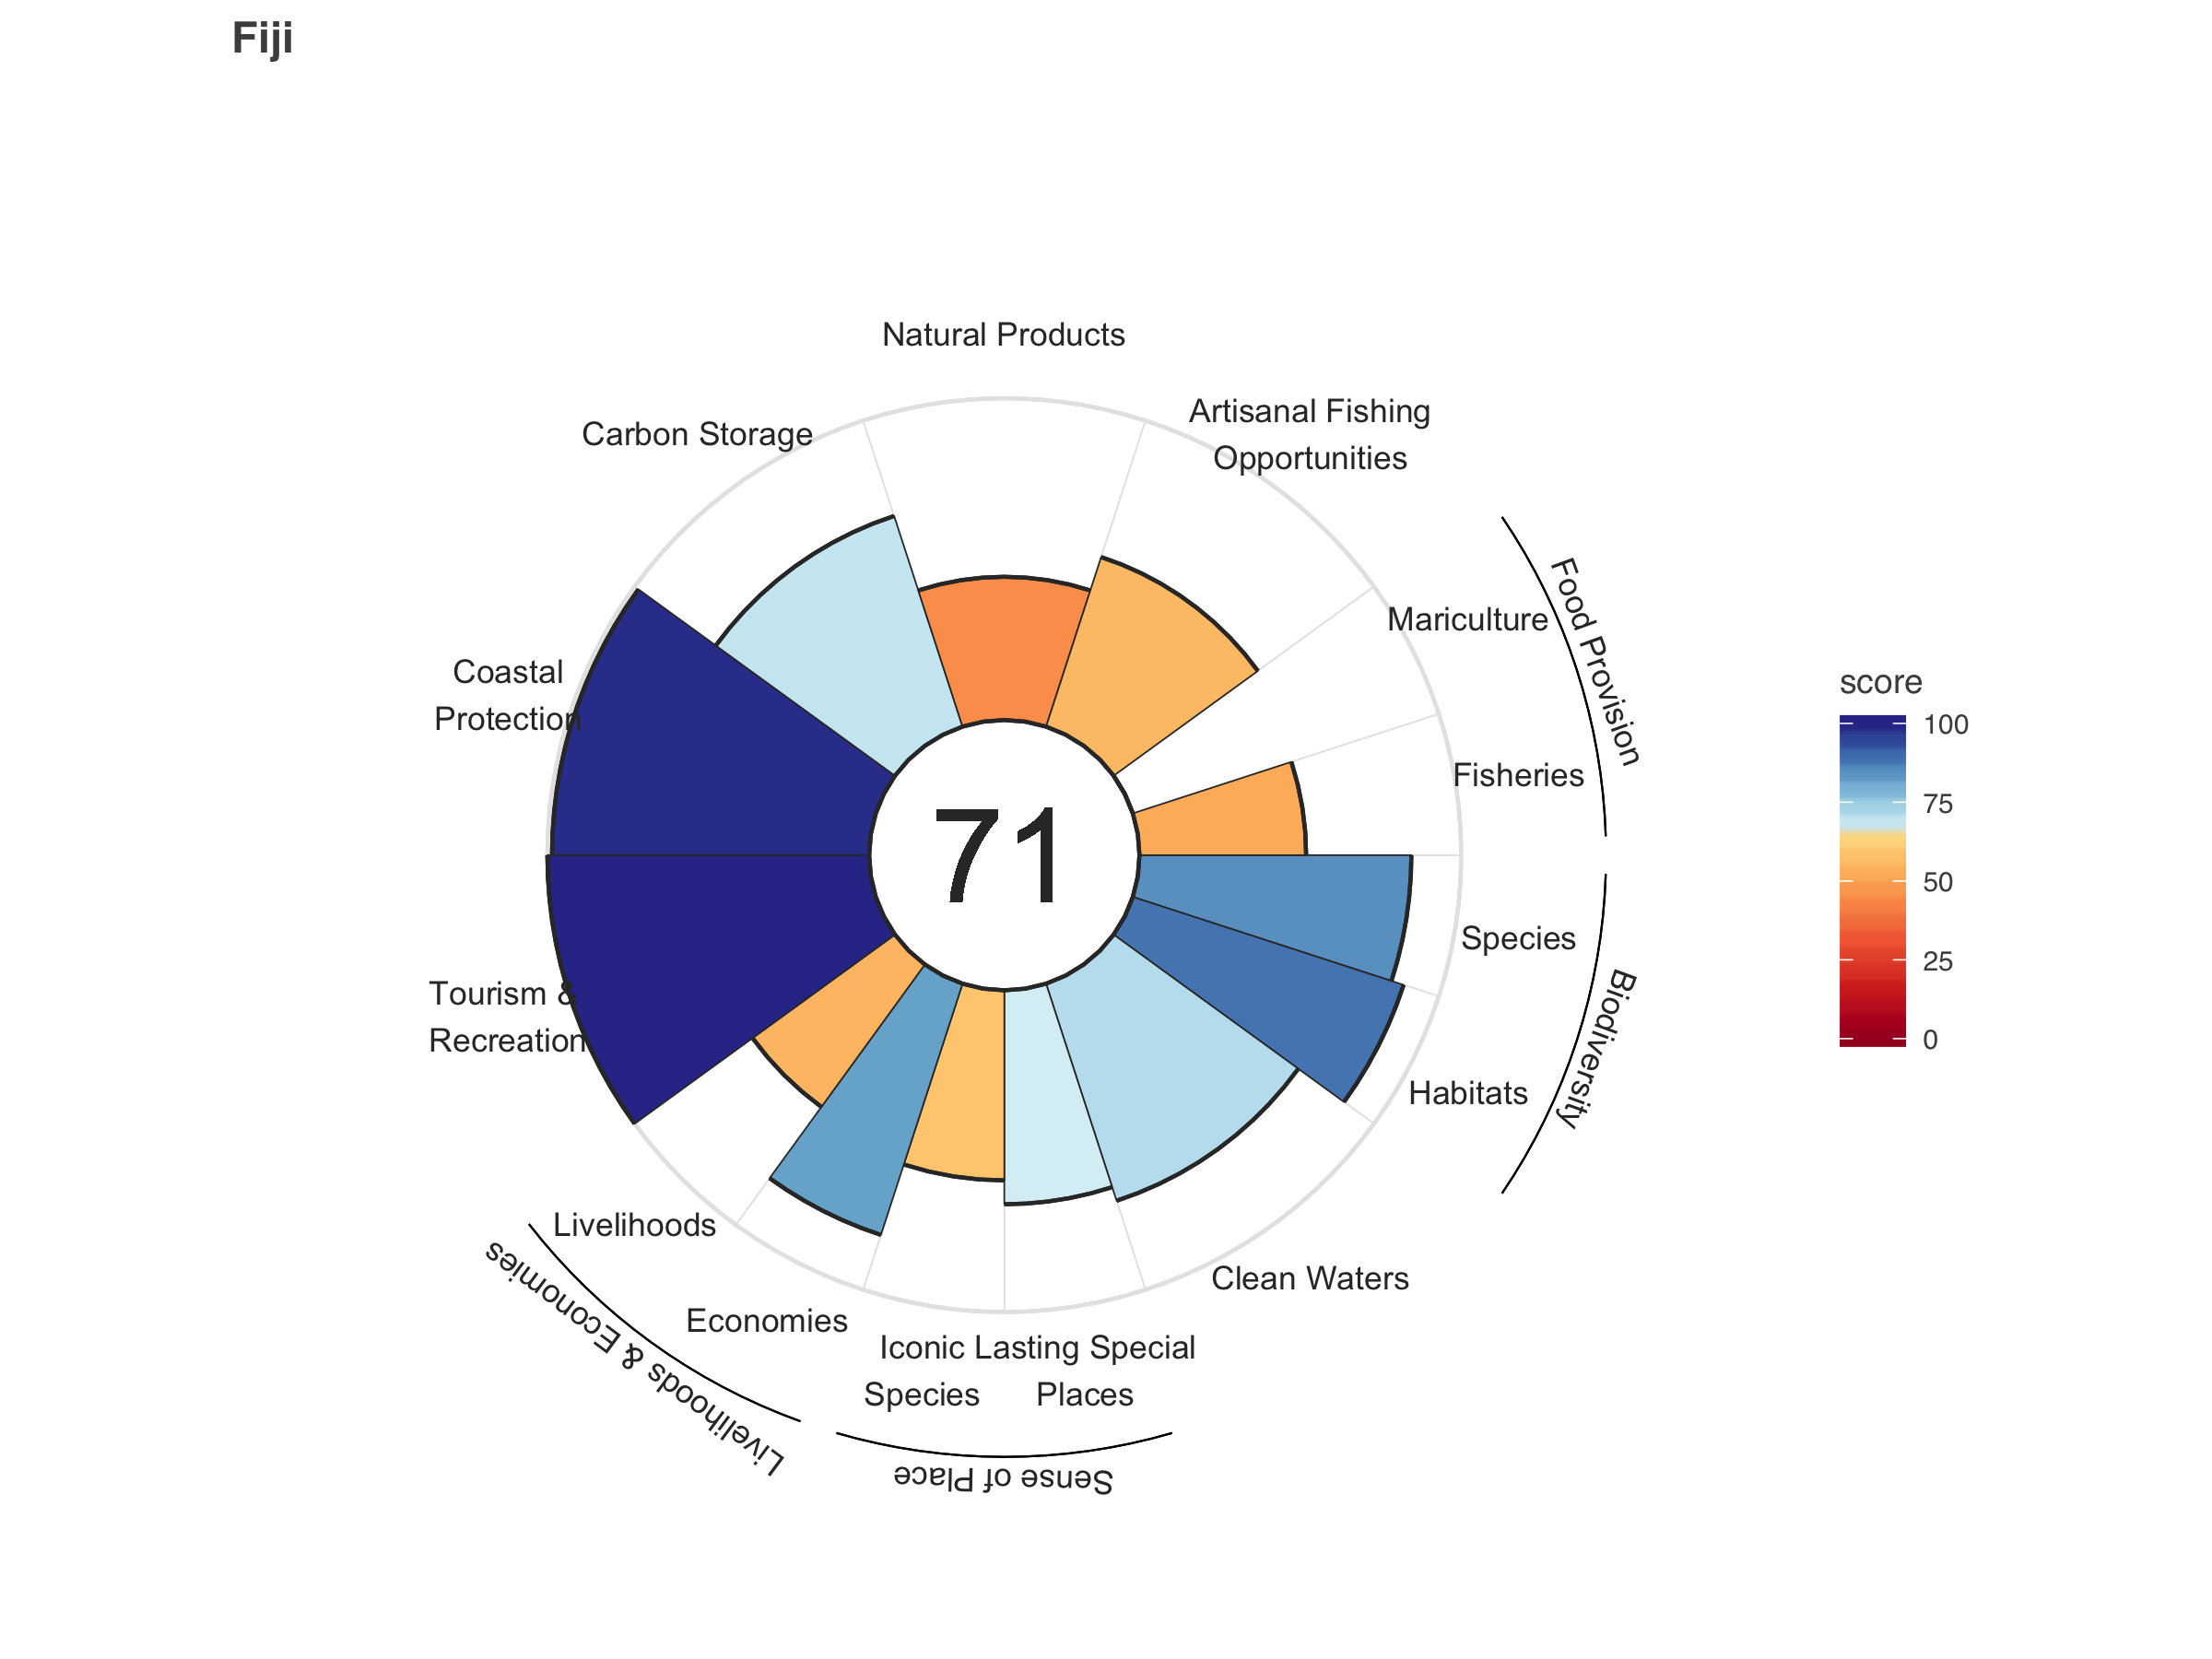 Fiji
Natural Products
Artisanal Fishing
Opportunities
Carbon Storage
Mariculture
Food Provision
Coastal
Protection
Fisheries
71
Species
Biodiversity
Tourism &
Recreation
Habitats
Livelihoods
Clean Waters
Economies
Livelihoods & Economies
Iconic
Species
Lasting Special
Places
Sense of Place
score
100
75
50
25
0